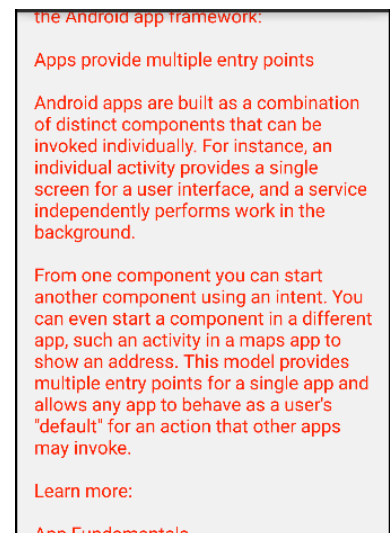 the Android app framework:
Apps provide multiple entry points
Android apps are built as a combination
of distinct components that can be
invoked individually. For instance, an
individual activity provides a single
screen for a user interface, and a service
independently performs work in the
background.
From one component you can start
another component using an intent. You
can even start a component in a different
app, such an activity in a maps app to
show an address. This model provides
multiple entry points for a single app and
allows any app to behave as a user's
"default" for an action that other apps
may invoke.
Learn more:
App Fundamentals